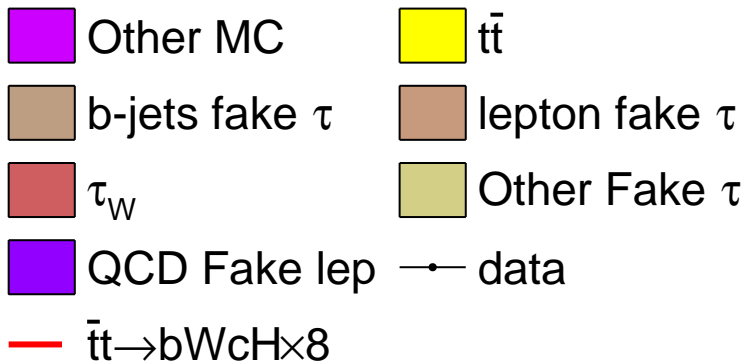 Other MC tt̄
b-jets fake τ lepton fake τ
τ_W Other Fake τ
QCD Fake lep data
t̄t→bWcH×8